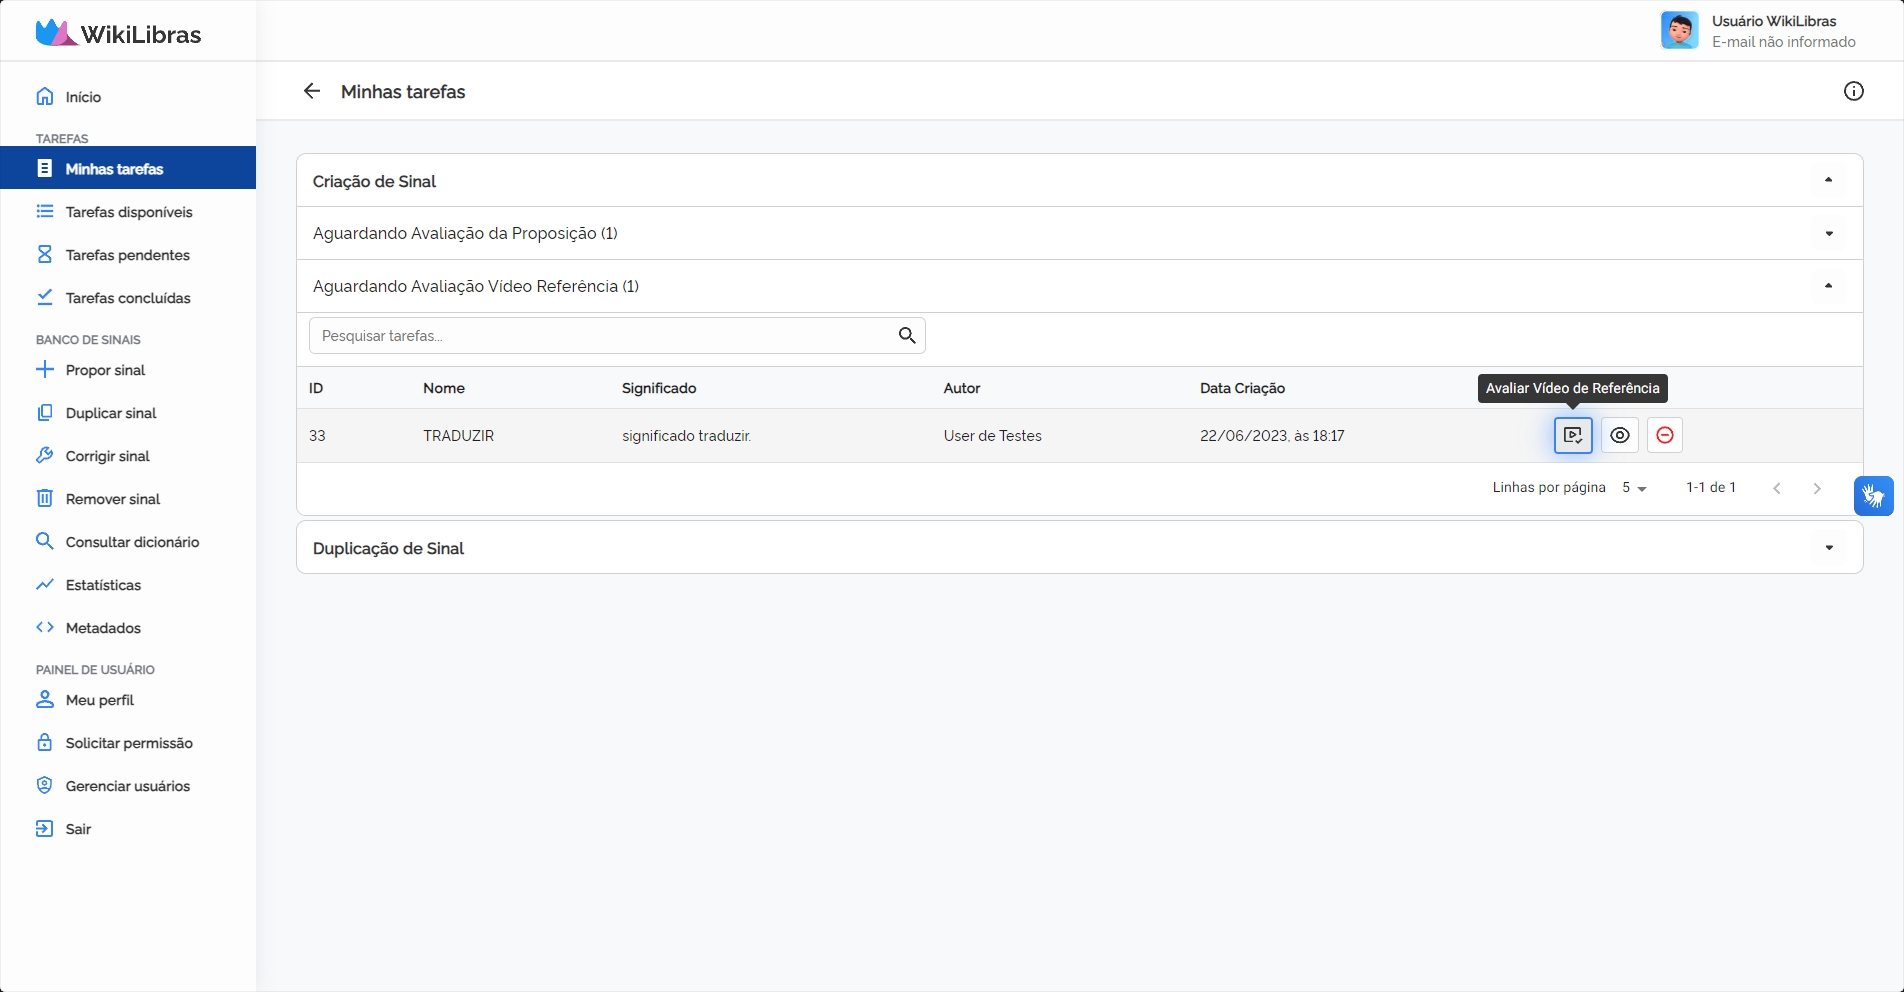 WikiLibras
Usuário WikiLibras
E-mail não informado
Início
TAREFAS
Minhas tarefas
Tarefas disponíveis
Tarefas pendentes
Tarefas concluídas
BANCO DE SINAIS
Propor sinal
Duplicar sinal
Corrigir sinal
Remover sinal
Consultar dicionário
Estatísticas
Metadados
PAINEL DE USUÁRIO
Meu perfil
Solicitar permissão
Gerenciar usuários
Sair
Minhas tarefas
Criação de Sinal
Aguardando Avaliação da Proposição (1)
Aguardando Avaliação Vídeo Referência (1)
Pesquisar tarefas...
ID Nome Significado Autor Data Criação
Avaliar Vídeo de Referência
33 TRADUZIR significado traduzir. User de Testes 22/06/2023, às 18:17
Linhas por página 5 1-1 de 1
Duplicação de Sinal